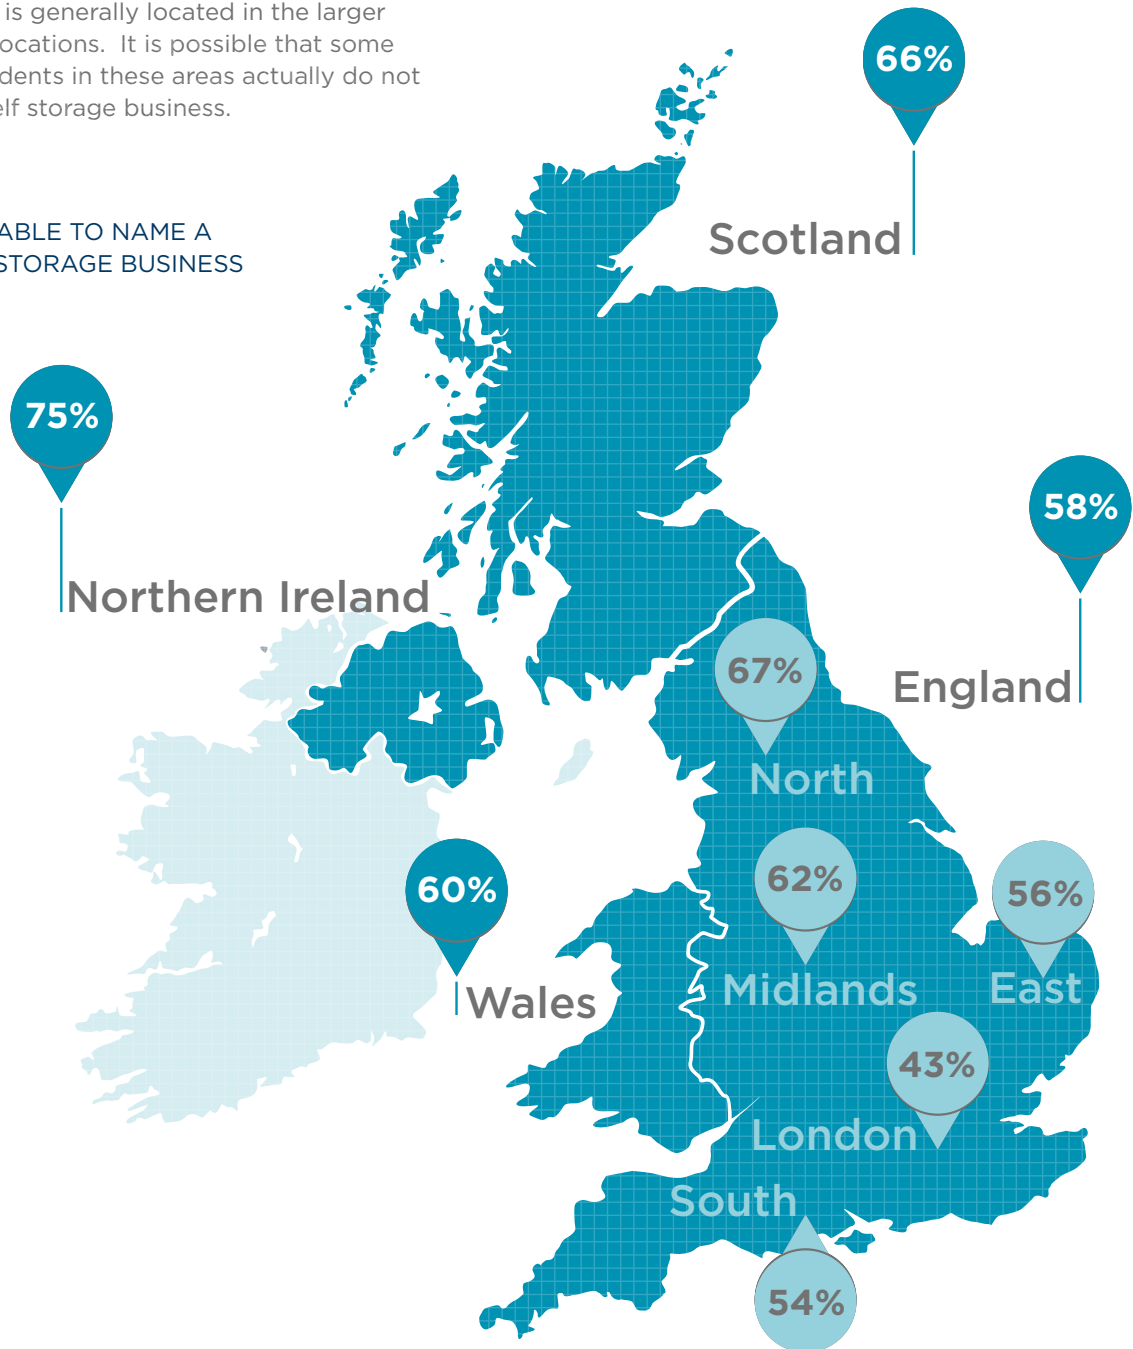 is generally located in the larger
ocations. It is possible that some
dents in these areas actually do not
elf storage business.
ABLE TO NAME A
STORAGE BUSINESS
66%
Scotland
75%
Northern Ireland
58%
England
67%
North
62%
Midlands
56%
East
60%
Wales
43%
London
South
54%